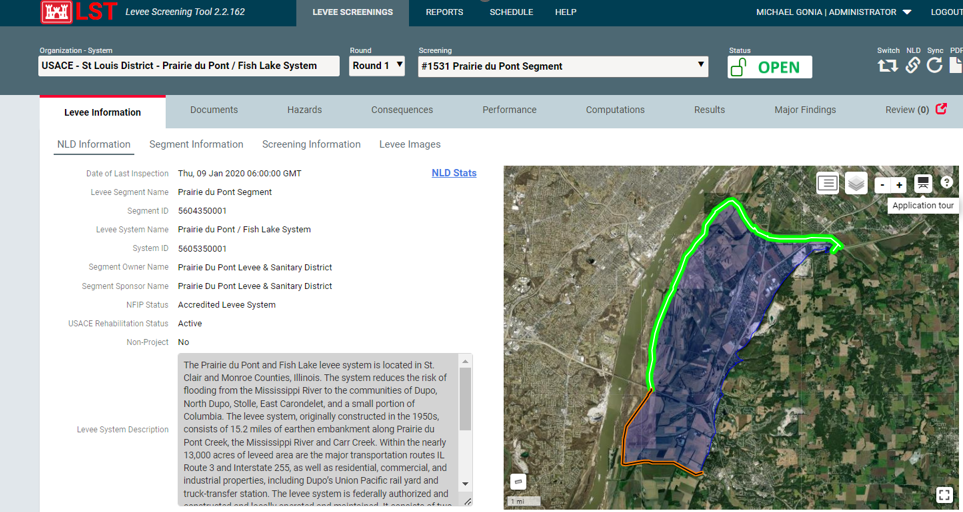 LST Levee Screening Tool 2.2.162 LEVEE SCREENINGS REPORTS SCHEDULE HELP MICHAEL GONIA | ADMINISTRATOR LOGOUT
Organization - System Round Screening Status Switch NLD Sync PDF
USACE - St Louis District - Prairie du Pont / Fish Lake System Round 1 #1531 Prairie du Pont Segment OPEN
Levee Information Documents Hazards Consequences Performance Computations Results Major Findings Review (0)
NLD Information Segment Information Screening Information Levee Images
Date of Last Inspection Thu, 09 Jan 2020 06:00:00 GMT NLD Stats
Levee Segment Name Prairie du Pont Segment
Segment ID 5604350001
Levee System Name Prairie du Pont / Fish Lake System
System ID 5605350001
Segment Owner Name Prairie Du Pont Levee & Sanitary District
Segment Sponsor Name Prairie Du Pont Levee & Sanitary District
NFIP Status Accredited Levee System
USACE Rehabilitation Status Active
Non-Project No
Levee System Description
The Prairie du Pont and Fish Lake levee system is located in St.
Clair and Monroe Counties, Illinois. The system reduces the risk of
flooding from the Mississippi River to the communities of Dupo,
North Dupo, Stolle, East Carondelet, and a small portion of
Columbia. The levee system, originally constructed in the 1950s,
consists of 15.2 miles of earthen embankment along Prairie du
Pont Creek, the Mississippi River and Carr Creek. Within the nearly
13,000 acres of leveed area are the major transportation routes IL
Route 3 and Interstate 255, as well as residential, commercial, and
industrial properties, including Dupo's Union Pacific rail yard and
truck-transfer station. The levee system is federally authorized and
constructed and locally operated and maintained. It consists of two
- + ?
Application tour
1 mi